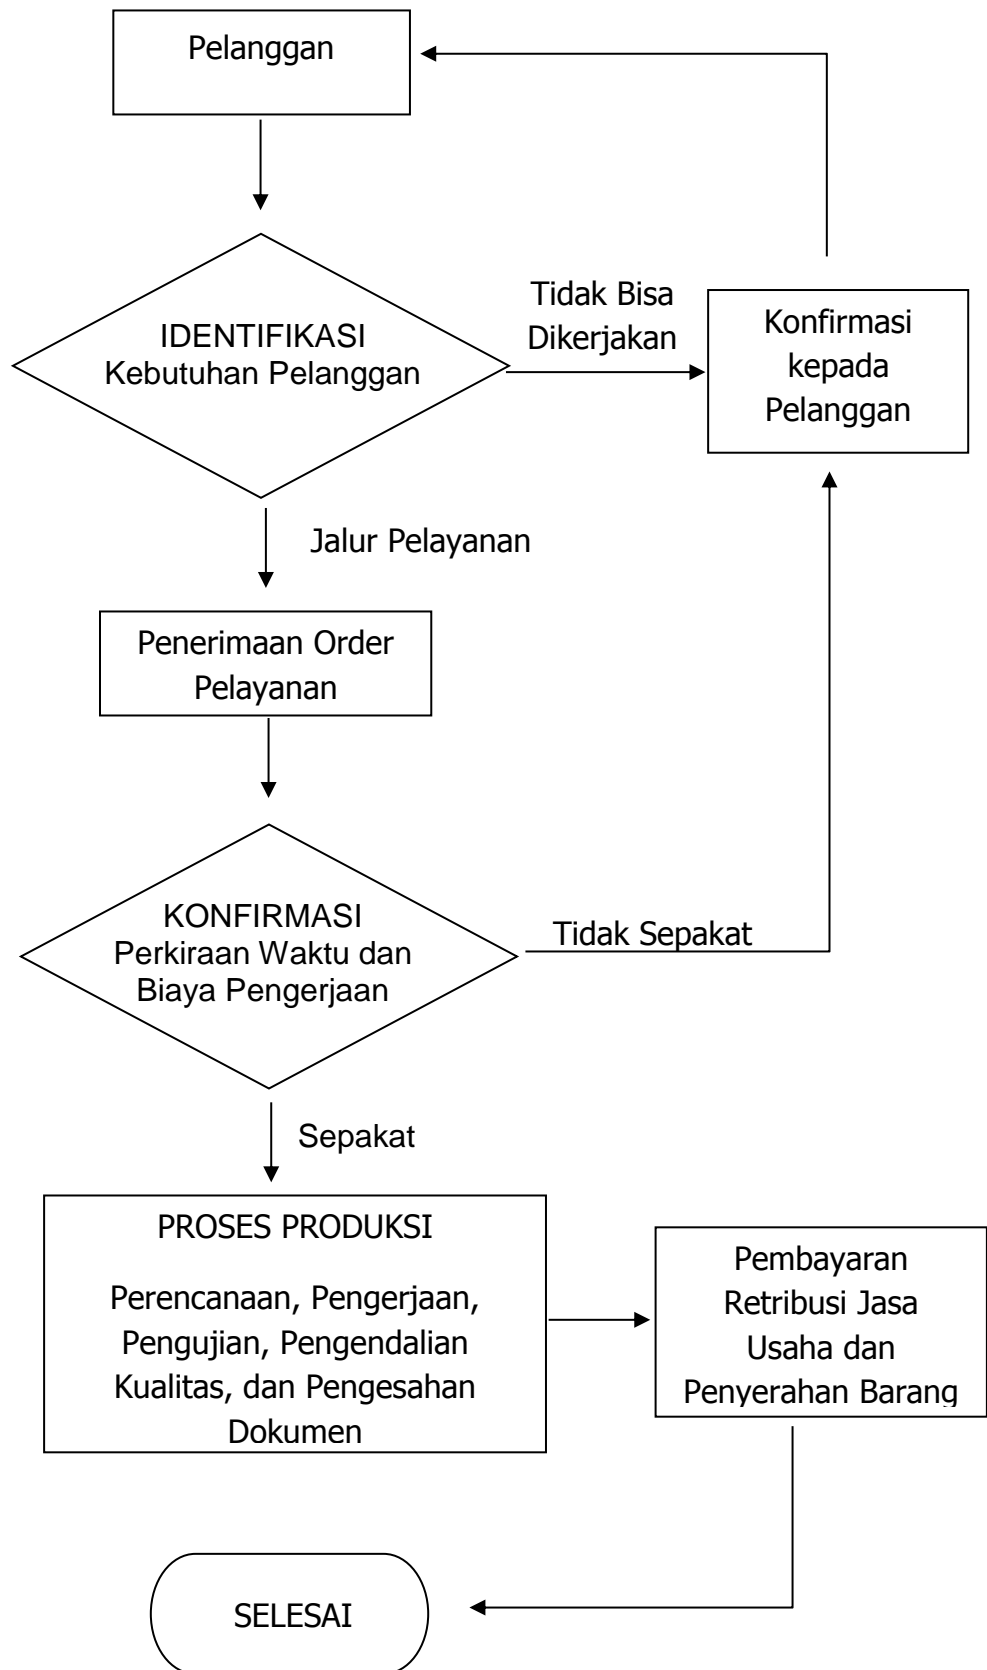 Pelanggan
IDENTIFIKASI
Kebutuhan Pelanggan
Tidak Bisa
Dikerjakan
Konfirmasi
kepada
Pelanggan
Jalur Pelayanan
Penerimaan Order
Pelayanan
KONFIRMASI
Perkiraan Waktu dan
Biaya Pengerjaan
Tidak Sepakat
Sepakat
PROSES PRODUKSI
Perencanaan, Pengerjaan,
Pengujian, Pengendalian
Kualitas, dan Pengesahan
Dokumen
Pembayaran
Retribusi Jasa
Usaha dan
Penyerahan Barang
SELESAI